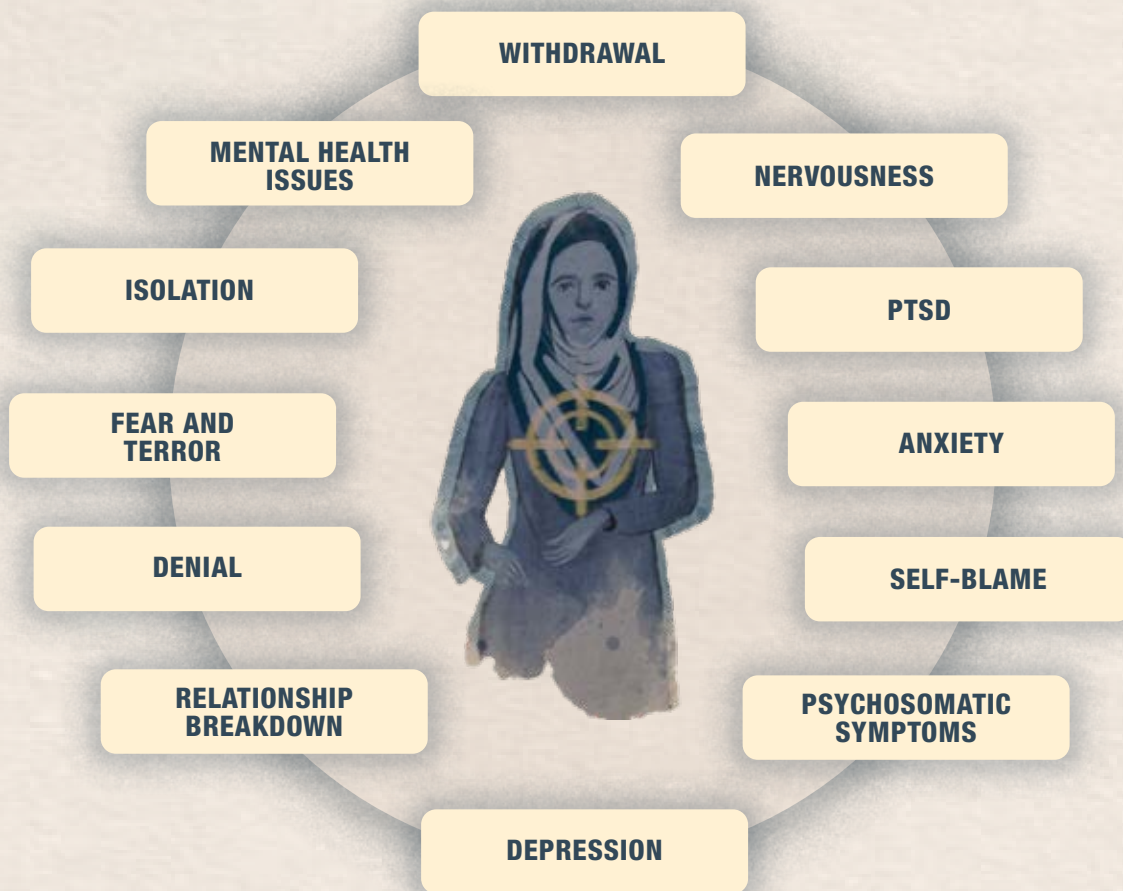 WITHDRAWAL
MENTAL HEALTH
ISSUES
NERVOUSNESS
ISOLATION
PTSD
FEAR AND
TERROR
ANXIETY
DENIAL
SELF-BLAME
RELATIONSHIP
BREAKDOWN
PSYCHOSOMATIC
SYMPTOMS
DEPRESSION